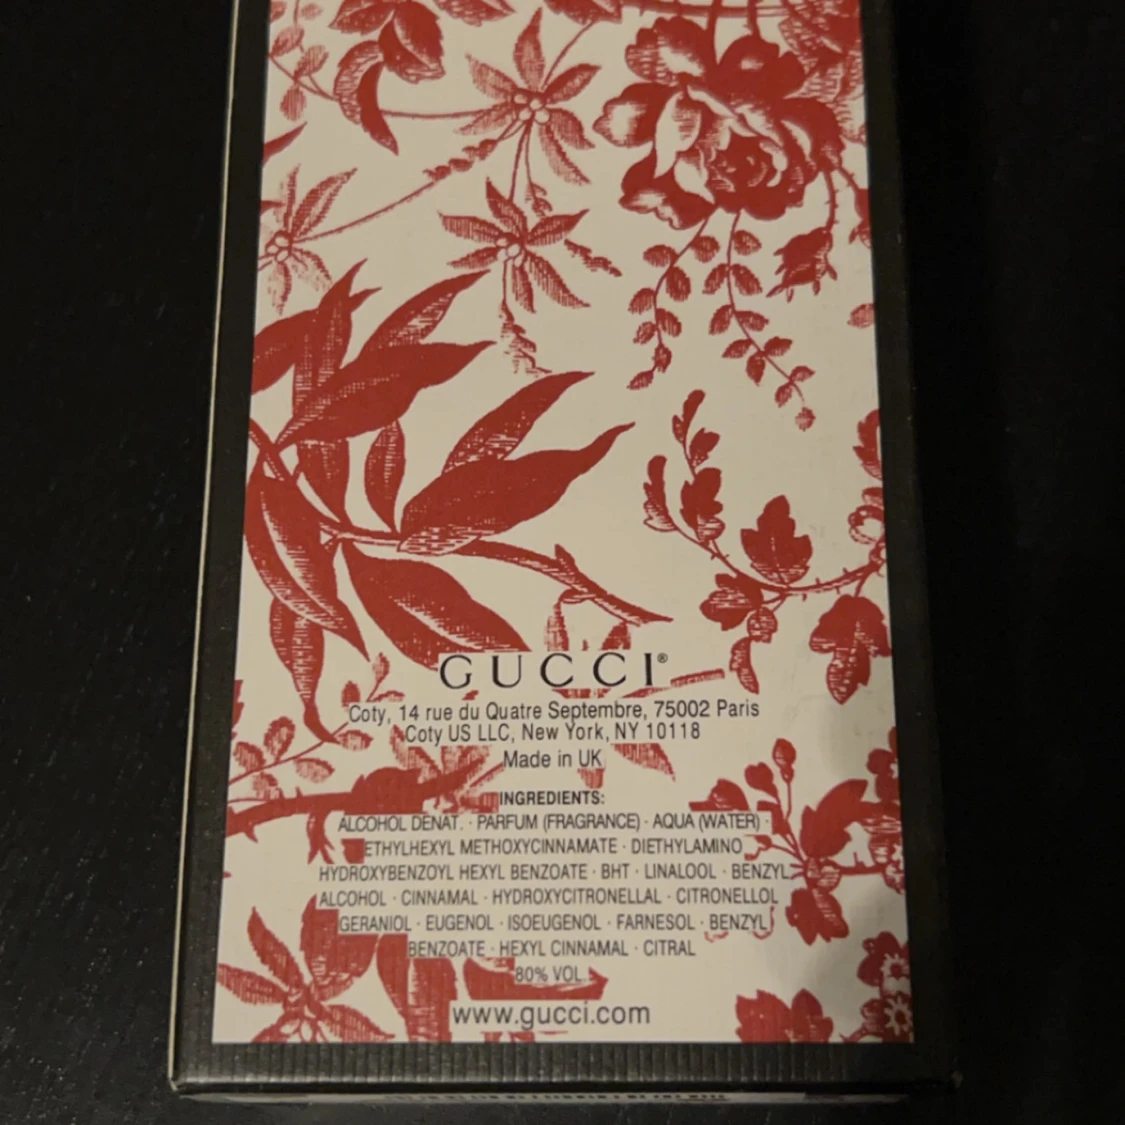 GUCCI®
Coty, 14 rue du Quatre Septembre, 75002 Paris
Coty US LLC, New York, NY 10118
Made in UK
INGREDIENTS:
ALCOHOL DENAT. · PARFUM (FRAGRANCE) · AQUA (WATER) ·
ETHYLHEXYL METHOXYCINNAMATE · DIETHYLAMINO
HYDROXYBENZOYL HEXYL BENZOATE · BHT · LINALOOL · BENZYL
ALCOHOL · CINNAMAL · HYDROXYCITRONELLAL · CITRONELLOL
GERANIOL · EUGENOL · ISOEUGENOL · FARNESOL · BENZYL
BENZOATE · HEXYL CINNAMAL · CITRAL
80% VOL.
www.gucci.com